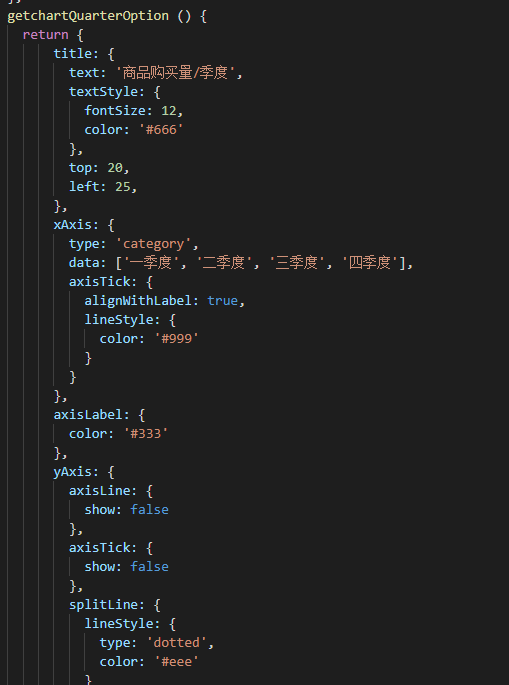 },
getchartQuarterOption () {
  return {
      title: {
        text: '商品购买量/季度',
        textStyle: {
          fontSize: 12,
          color: '#666'
        },
        top: 20,
        left: 25,
      },
      xAxis: {
        type: 'category',
        data: ['一季度', '二季度', '三季度', '四季度'],
        axisTick: {
          alignWithLabel: true,
          lineStyle: {
            color: '#999'
          }
        }
      },
      axisLabel: {
        color: '#333'
      },
      yAxis: {
        axisLine: {
          show: false
        },
        axisTick: {
          show: false
        },
        splitLine: {
          lineStyle: {
            type: 'dotted',
            color: '#eee'
          }